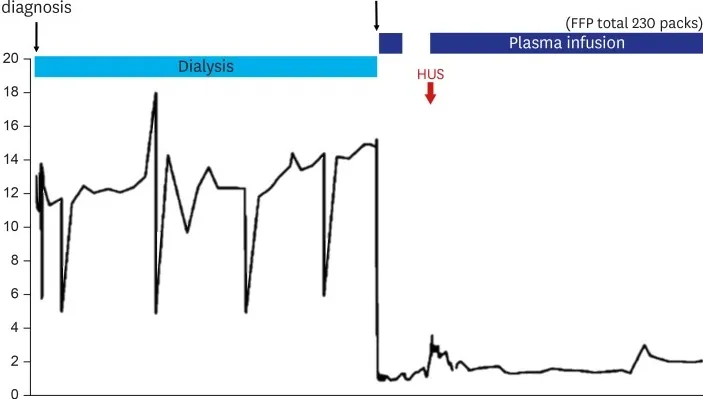 diagnosis
(FFP total 230 packs)
Plasma infusion
Dialysis
HUS
20
18
16
14
12
10
8
6
4
2
0